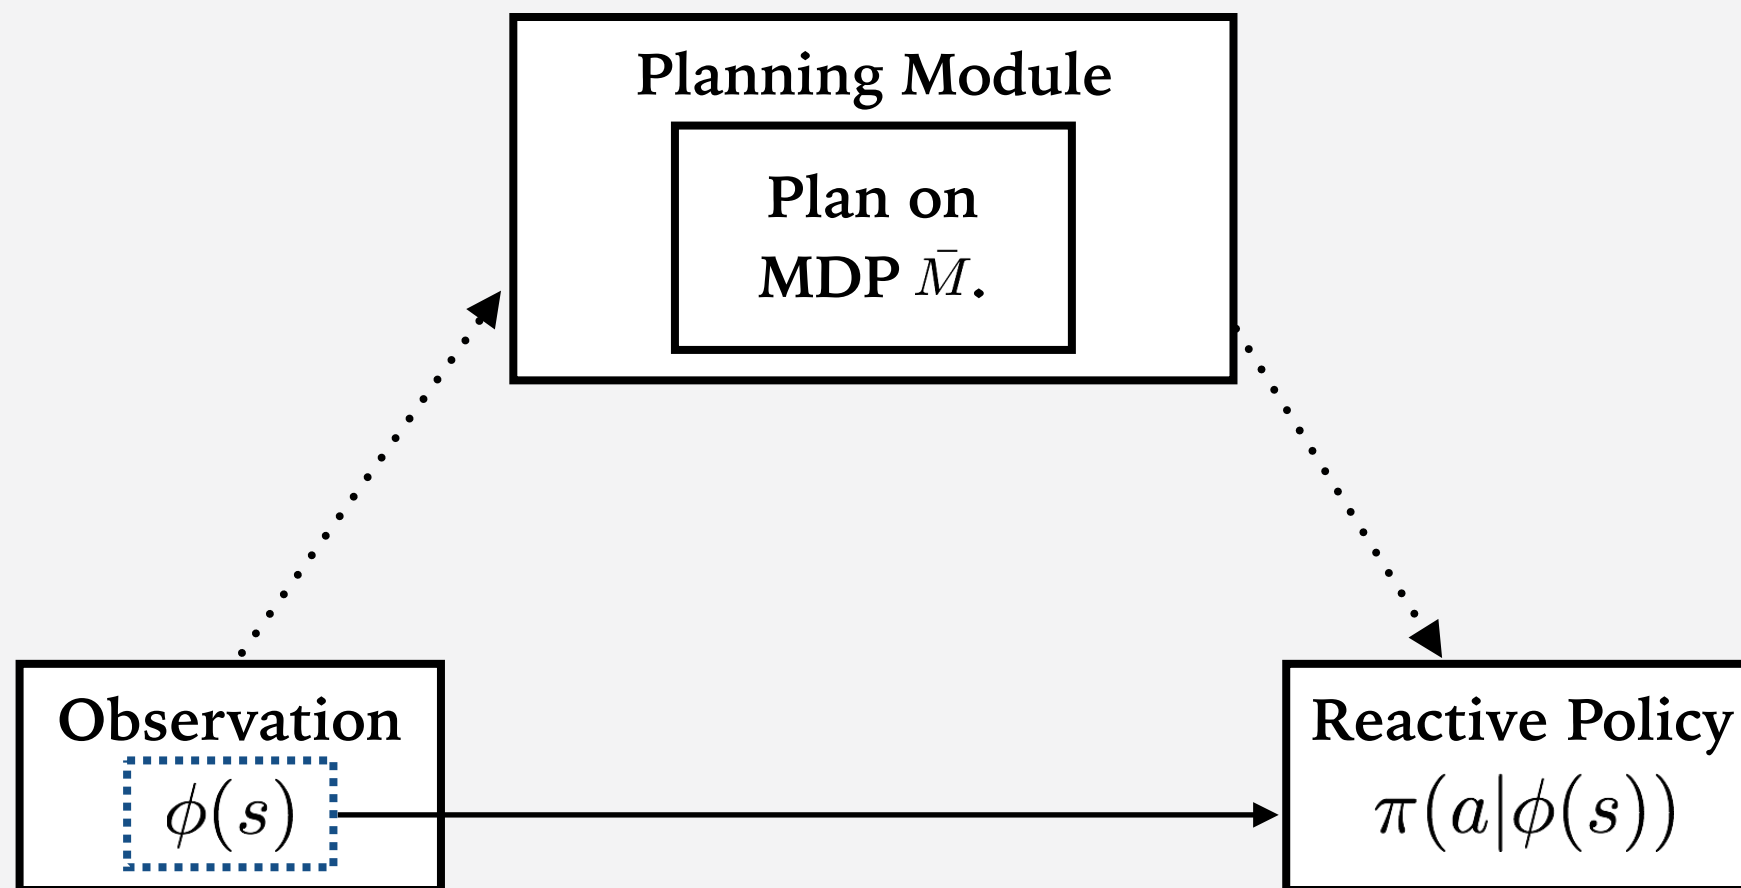 Planning Module
Plan on
MDP M̄.
Observation
ϕ(s)
Reactive Policy
π(a|ϕ(s))